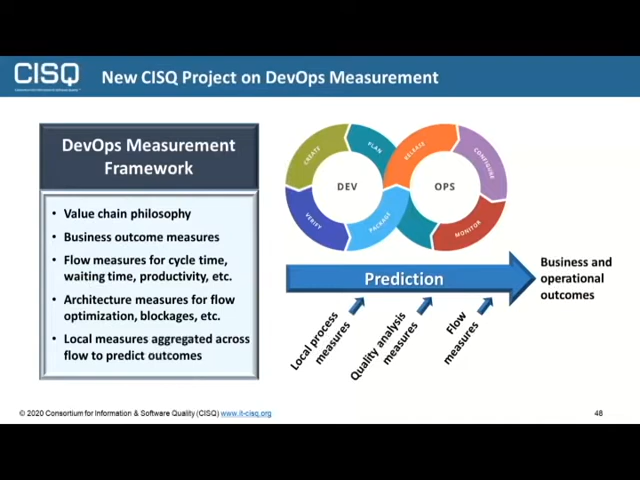 CISQ
New CISQ Project on DevOps Measurement
DevOps Measurement
Framework
• Value chain philosophy
• Business outcome measures
• Flow measures for cycle time,
waiting time, productivity, etc.
• Architecture measures for flow
optimization, blockages, etc.
• Local measures aggregated across
flow to predict outcomes
CREATE
PLAN
VERIFY
PACKAGE
DEV
RELEASE
CONFIGURE
MONITOR
OPS
Prediction
Business and
operational
outcomes
Local process
measures
Quality analysis
measures
Flow
measures
© 2020 Consortium for Information & Software Quality (CISQ) www.it-cisq.org
48